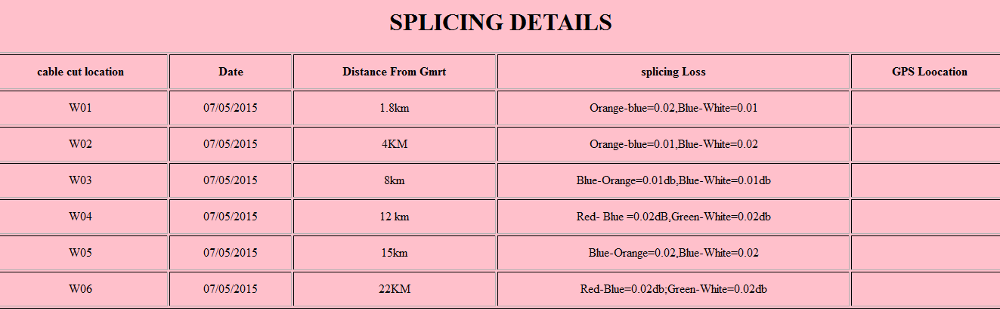 SPLICING DETAILS
cable cut location Date Distance From Gmrt splicing Loss GPS Loocation
W01 07/05/2015 1.8km Orange-blue=0.02,Blue-White=0.01
W02 07/05/2015 4KM Orange-blue=0.01,Blue-White=0.02
W03 07/05/2015 8km Blue-Orange=0.01db,Blue-White=0.01db
W04 07/05/2015 12 km Red- Blue =0.02dB,Green-White=0.02db
W05 07/05/2015 15km Blue-Orange=0.02,Blue-White=0.02
W06 07/05/2015 22KM Red-Blue=0.02db;Green-White=0.02db